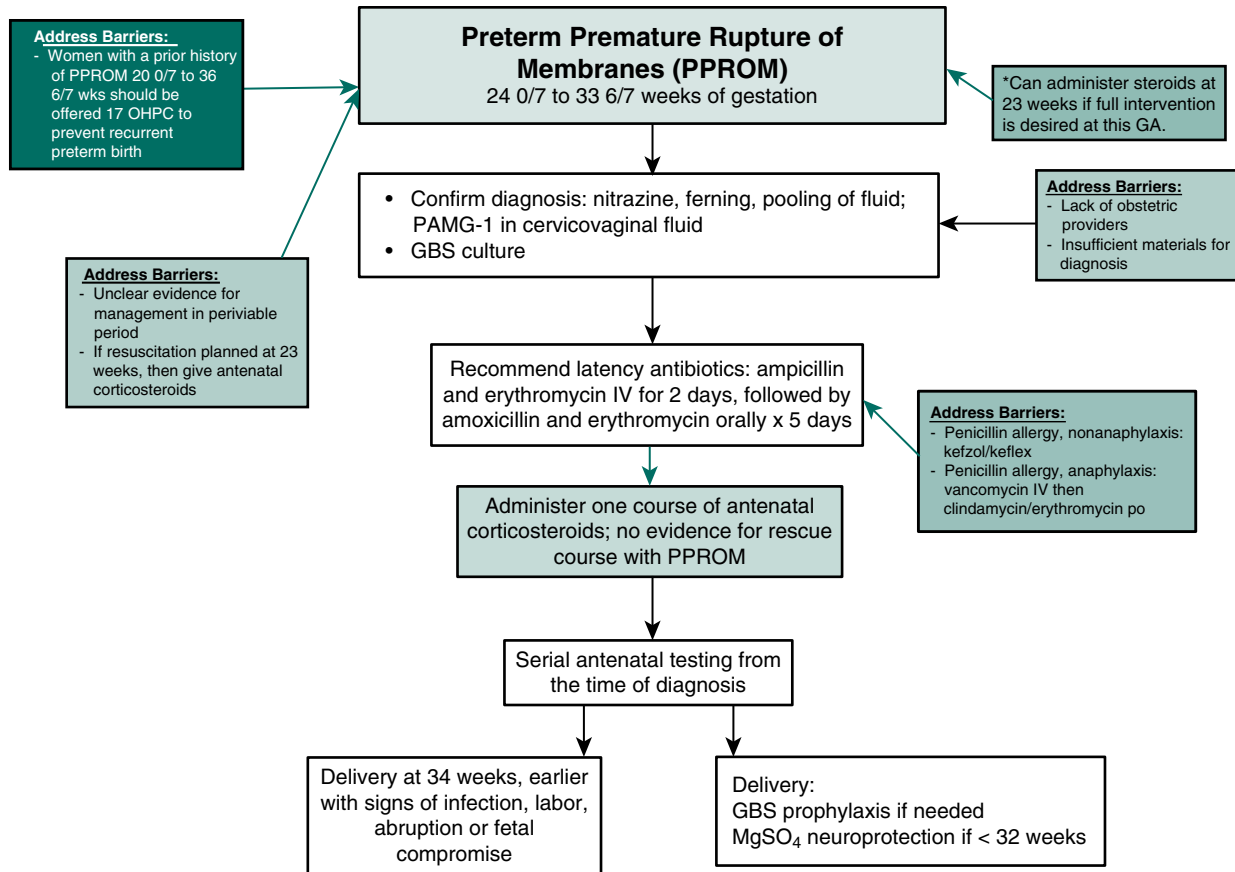 Address Barriers:
- Women with a prior history
of PPROM 20 0/7 to 36
6/7 wks should be
offered 17 OHPC to
prevent recurrent
preterm birth
Preterm Premature Rupture of
Membranes (PPROM)
24 0/7 to 33 6/7 weeks of gestation
*Can administer steroids at
23 weeks if full intervention
is desired at this GA.
• Confirm diagnosis: nitrazine, ferning, pooling of fluid;
PAMG-1 in cervicovaginal fluid
• GBS culture
Address Barriers:
- Lack of obstetric
providers
- Insufficient materials for
diagnosis
Address Barriers:
- Unclear evidence for
management in periviable
period
- If resuscitation planned at 23
weeks, then give antenatal
corticosteroids
Recommend latency antibiotics: ampicillin
and erythromycin IV for 2 days, followed by
amoxicillin and erythromycin orally x 5 days
Address Barriers:
- Penicillin allergy, nonanaphylaxis:
kefzol/keflex
- Penicillin allergy, anaphylaxis:
vancomycin IV then
clindamycin/erythromycin po
Administer one course of antenatal
corticosteroids; no evidence for rescue
course with PPROM
Serial antenatal testing from
the time of diagnosis
Delivery at 34 weeks, earlier
with signs of infection, labor,
abruption or fetal
compromise
Delivery:
GBS prophylaxis if needed
MgSO₄ neuroprotection if < 32 weeks